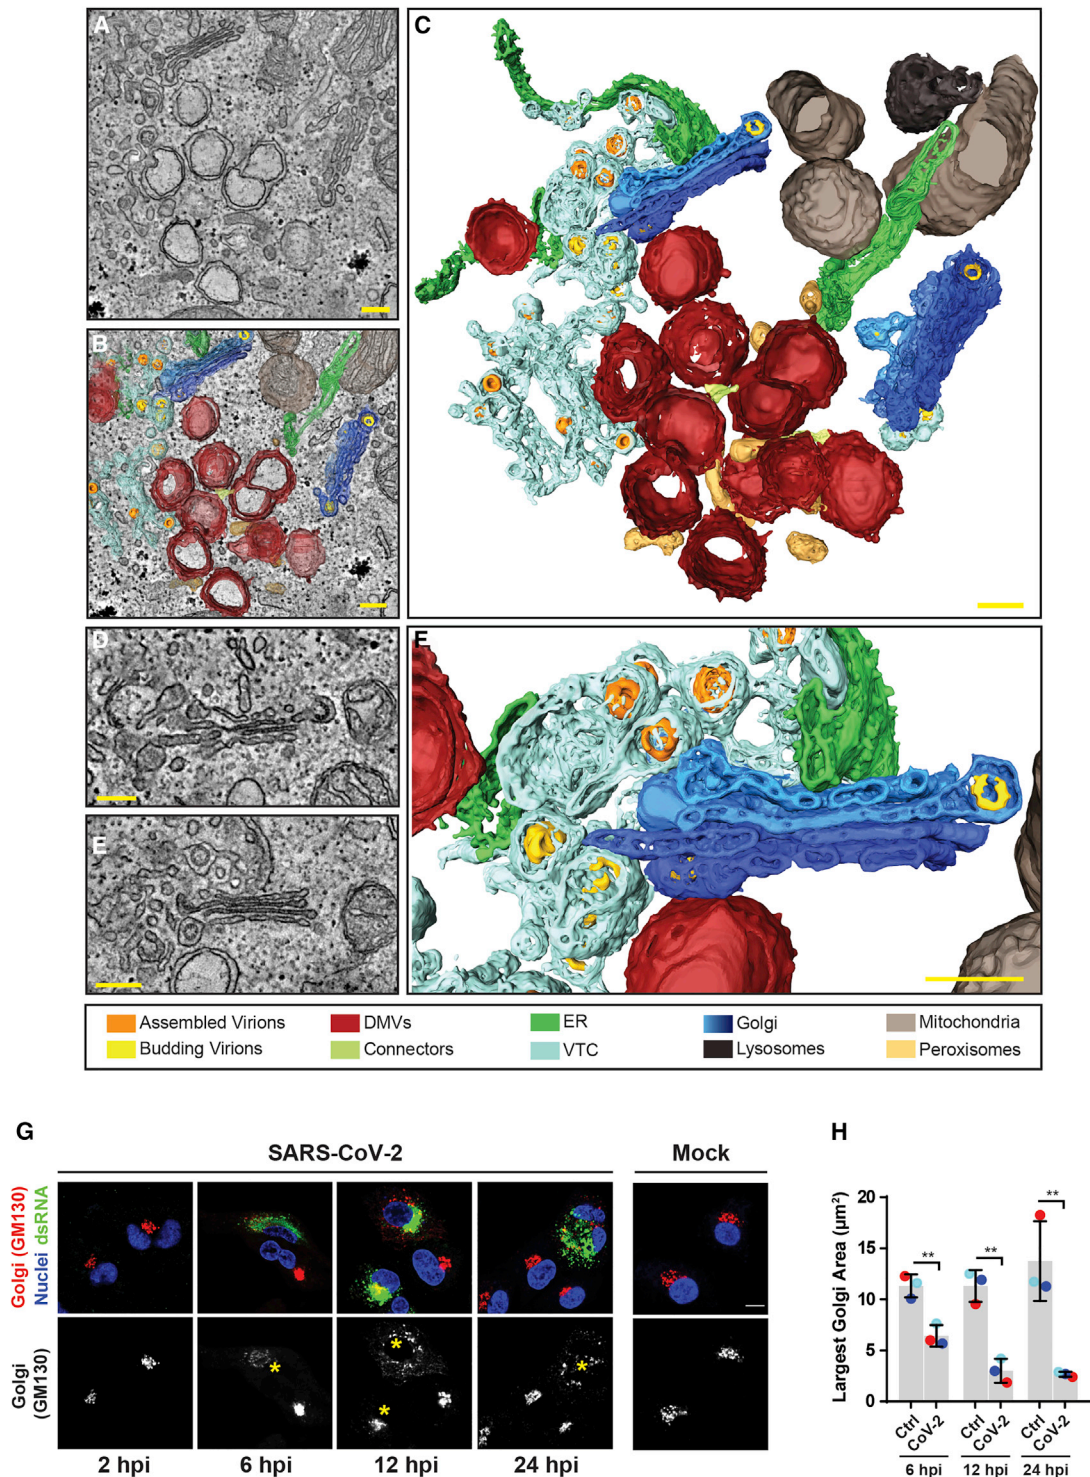 A
B
C
D
E
E
Assembled Virions
DMVs
ER
Golgi
Mitochondria
Budding Virions
Connectors
VTC
Lysosomes
Peroxisomes
G
SARS-CoV-2
Mock
Golgi (GM130)
Nuclei dsRNA
Golgi
(GM130)
*
*
*
*
2 hpi
6 hpi
12 hpi
24 hpi
H
Largest Golgi Area (µm²)
20
15
10
5
0
**
**
**
Ctrl
CoV-2
Ctrl
CoV-2
Ctrl
CoV-2
6 hpi
12 hpi
24 hpi